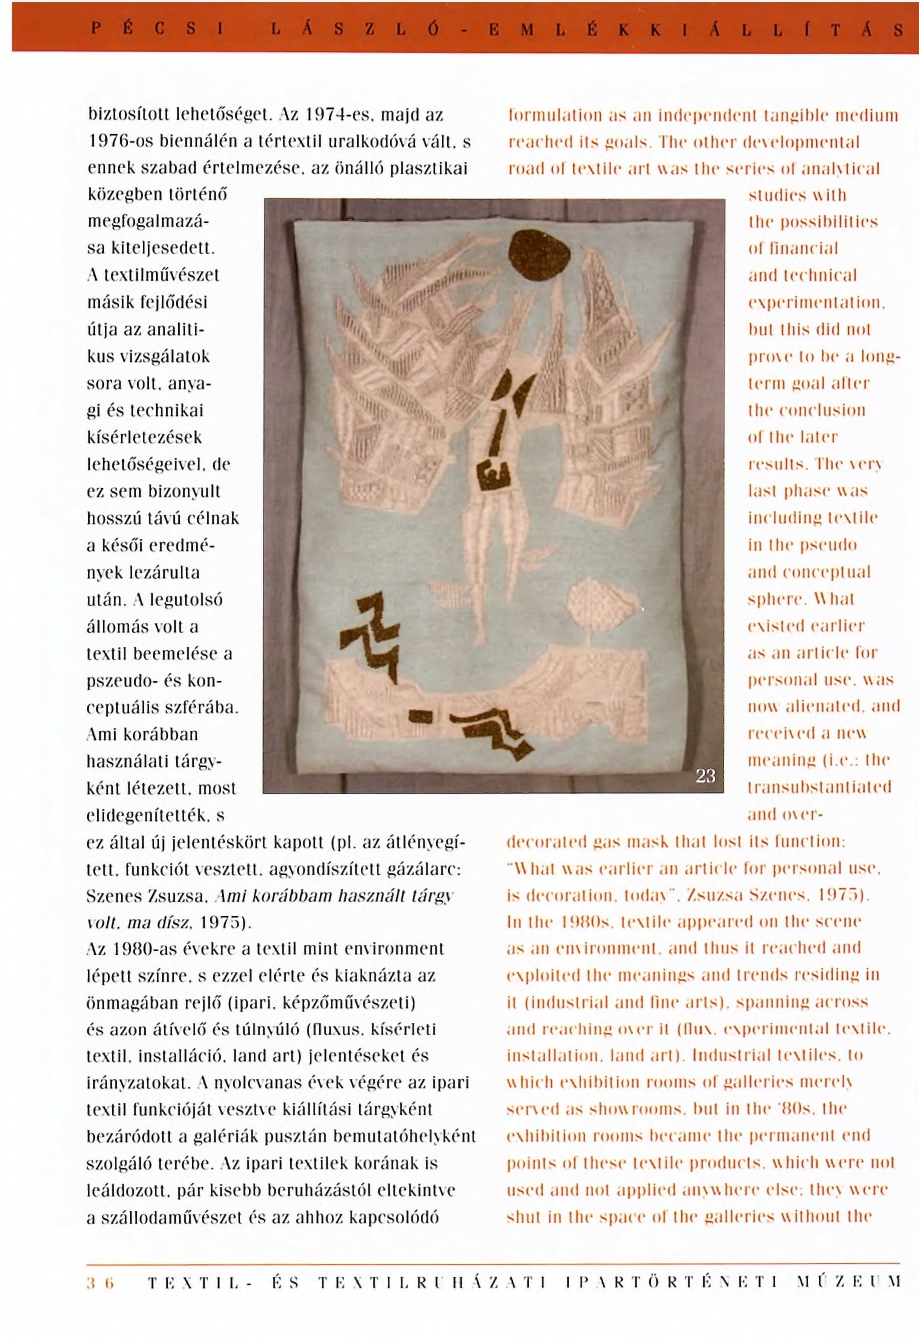 PÉCSI LÁSZLÓ-EMLÉKKIÁLLÍTÁS
biztosított lehetőséget. Az 1974-es, majd az
1976-os biennálén a tértextil uralkodóvá vált, s
ennek szabad értelmezése, az önálló plasztikai
közegben történő
megfogalmazá-
sa kiteljesedett.
A textilművészet
másik fejlődési
útja az analiti-
kus vizsgálatok
sora volt, anya-
gi és technikai
kísérletezések
lehetőségeivel, de
ez sem bizonyult
hosszú távú célnak
a késői eredmé-
nyek lezárulta
után. A legutolsó
állomás volt a
textil beemelése a
pszeudo- és kon-
ceptuális szférába.
Ami korábban
használati tárgy-
ként létezett, most
elidegenítették, s
ez által új jelentéskört kapott (pl. az átlényegí-
tett, funkciót vesztett, agyondíszített gázálarc:
Szenes Zsuzsa, Ami korábbam használt tárgy
volt, ma dísz, 1975).
Az 1980-as évekre a textil mint environment
lépett színre, s ezzel elérte és kiaknázta az
önmagában rejlő (ipari, képzőművészeti)
és azon átívelő és túlnyúló (fluxus, kísérleti
textil, installáció, land art) jelentéseket és
irányzatokat. A nyolcvanas évek végére az ipari
textil funkcióját vesztve kiállítási tárgyként
bezáródott a galériák pusztán bemutatóhelyként
szolgáló terébe. Az ipari textilek korának is
leáldozott, pár kisebb beruházástól eltekintve
a szállodaművészet és az ahhoz kapcsolódó
formulation as an independent tangible medium
reached its goals. The other developmental
road of textile art was the series of analytical
studies with
the possibilities
of financial
and technical
experimentation,
but this did not
prove to be a long-
term goal after
the conclusion
of the later
results. The very
last phase was
including textile
in the pseudo
and conceptual
sphere. What
existed earlier
as an article for
personal use, was
now alienated, and
received a new
meaning (i.e.: the
transubstantiated
and over-
decorated gas mask that lost its function:
"What was earlier an article for personal use,
is decoration, today", Zsuzsa Szenes, 1975).
In the 1980s, textile appeared on the scene
as an environment, and thus it reached and
exploited the meanings and trends residing in
it (industrial and fine arts), spanning across
and reaching over it (flux, experimental textile,
installation, land art). Industrial textiles, to
which exhibition rooms of galleries merely
served as showrooms, but in the '80s, the
exhibition rooms became the permanent end
points of these textile products, which were not
used and not applied anywhere else; they were
shut in the space of the galleries without the
23
36 TEXTIL- ÉS TEXTILRUHÁZATI IPARTÖRTÉNETI MÚZEUM